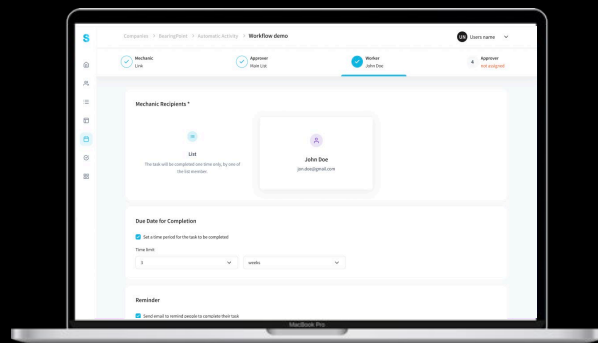 S
Companies > BearingPoint > Automatic Activity > Workflow demo
UN Users name
Mechanic
Link
Approver
Main List
Worker
John Doe
4 Approver
not assigned
Mechanic Recipients *
List
The task will be completed one time only, by one of
the list member.
John Doe
jon.doe@gmail.com
Due Date for Completion
Set a time period for the task to be completed
Time limit
3 weeks
Reminder
Send email to remind people to complete their task
MacBook Pro